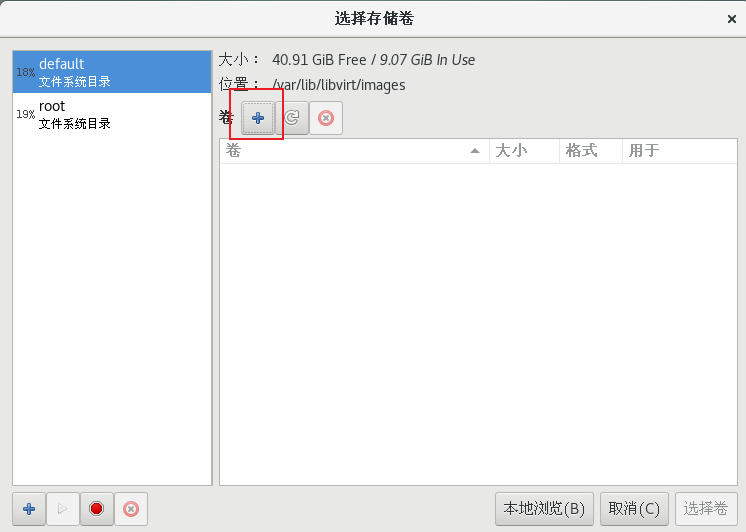 选择存储卷
18% default
文件系统目录
19% root
文件系统目录
大小： 40.91 GiB Free / 9.07 GiB In Use
位置： /var/lib/libvirt/images
卷
卷 大小 格式 用于
本地浏览(B) 取消(C) 选择卷